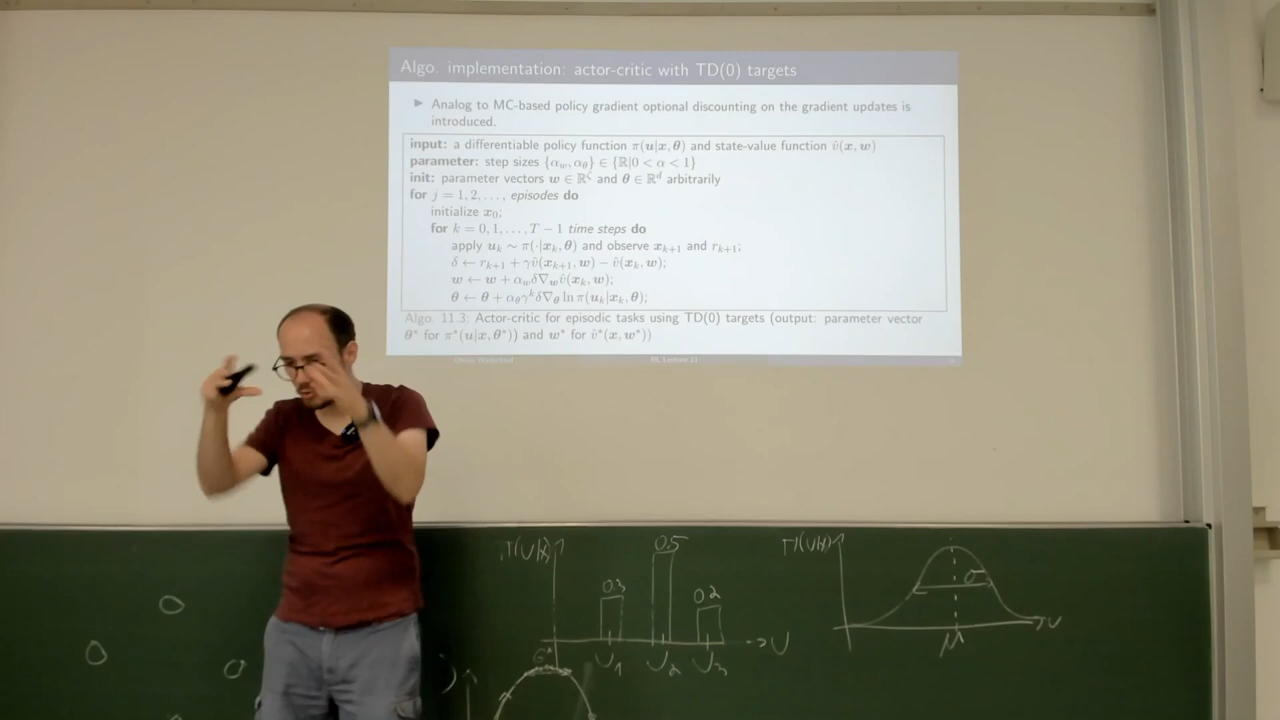 Algo. implementation: actor-critic with TD(0) targets
▶ Analog to MC-based policy gradient optional discounting on the gradient updates is
introduced.
input: a differentiable policy function π(u|x, θ) and state-value function v̂(x, w)
parameter: step sizes {α_w, α_θ} ∈ {ℝ|0 < α < 1}
init: parameter vectors w ∈ ℝ^ζ and θ ∈ ℝ^d arbitrarily
for j = 1, 2, . . . , episodes do
initialize x_0;
for k = 0, 1, . . . , T − 1 time steps do
apply u_k ∼ π(·|x_k, θ) and observe x_{k+1} and r_{k+1};
δ ← r_{k+1} + γv̂(x_{k+1}, w) − v̂(x_k, w);
w ← w + α_w δ∇_w v̂(x_k, w);
θ ← θ + α_θ γ^k δ∇_θ ln π(u_k|x_k, θ);
Algo. 11.3: Actor-critic for episodic tasks using TD(0) targets (output: parameter vector
θ* for π*(u|x, θ*)) and w* for v̂*(x, w*))
RL Lecture 11
π(U|x)
0.3
0.5
0.2
U
U_1
U_2
U_3
π(U|x)
σ
μ
U
G*